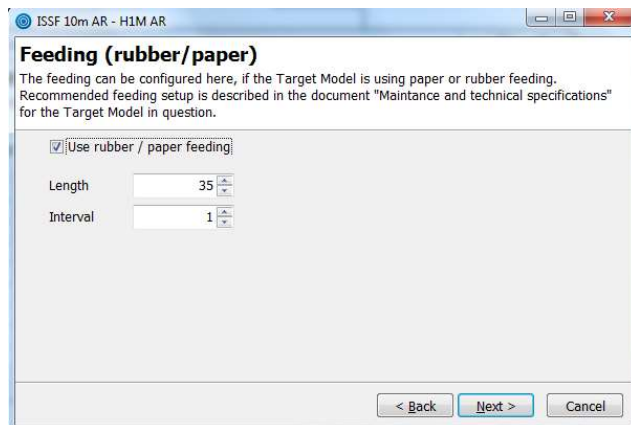 ISSF 10m AR - H1M AR
Feeding (rubber/paper)
The feeding can be configured here, if the Target Model is using paper or rubber feeding.
Recommended feeding setup is described in the document "Maintance and technical specifications"
for the Target Model in question.
Use rubber / paper feeding
Length 35
Interval 1
< Back Next > Cancel